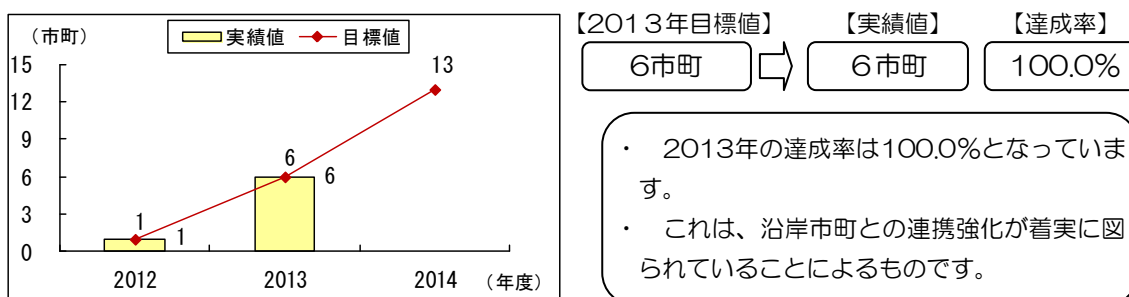 （市町）
実績値 目標値
15
12
9
6
3
0
1
1
6
6
13
2012 2013 2014 （年度）
【２０１３年目標値】 【実績値】 【達成率】
６市町 ６市町 １００.０％
・　２０１３年の達成率は１００.０％となっていま
す。
・　これは、沿岸市町との連携強化が着実に図
られていることによるものです。